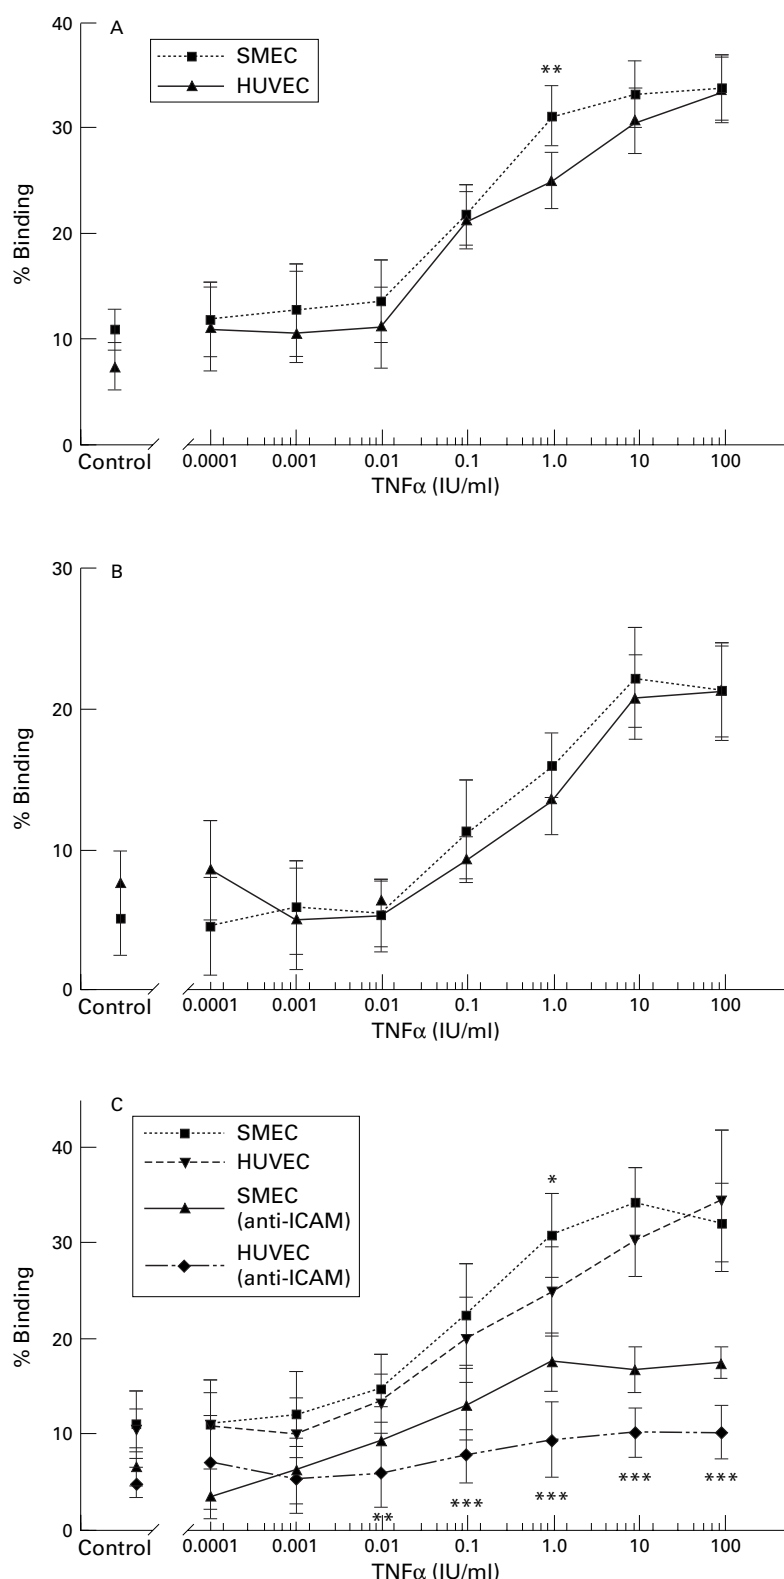 40
A
SMEC
HUVEC
**
30
% Binding
20
10
0
Control
0.0001 0.001 0.01 0.1 1.0 10 100
TNFα (IU/ml)
30
B
20
% Binding
10
0
Control
0.0001 0.001 0.01 0.1 1.0 10 100
TNFα (IU/ml)
C
SMEC
HUVEC
SMEC
(anti-ICAM)
HUVEC
(anti-ICAM)
40
*
30
% Binding
20
10
*** ***
** *** ***
0
Control
0.0001 0.001 0.01 0.1 1.0 10 100
TNFα (IU/ml)